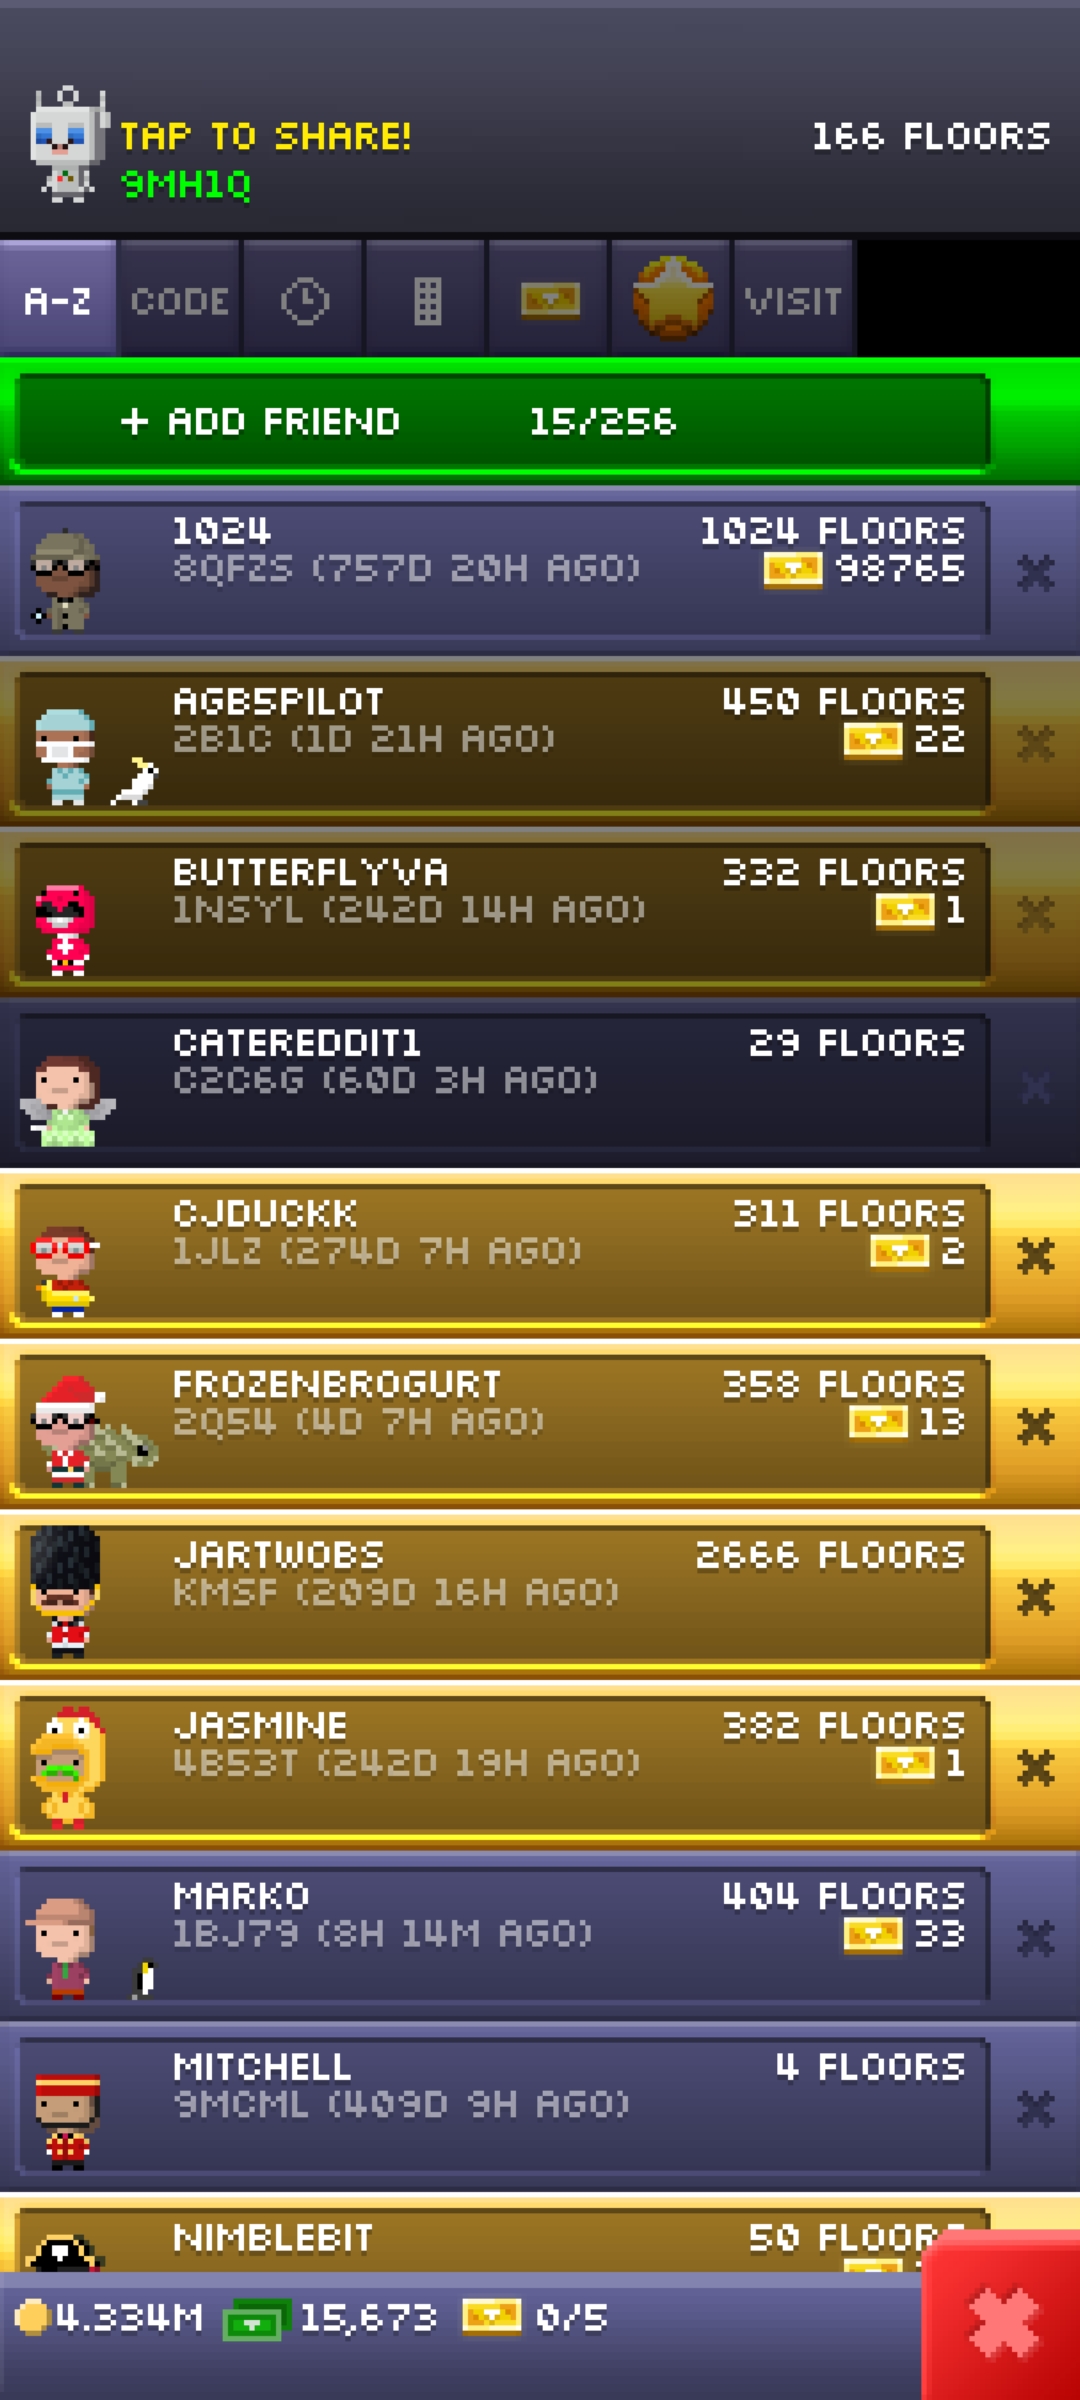 TAP TO SHARE!
166 FLOORS
9MH1Q
A-Z CODE VISIT
+ ADD FRIEND 15/256
1024 1024 FLOORS
8QFZS (757D 20H AGO) 98765
AGB5PILOT 450 FLOORS
2B1C (1D 21H AGO) 22
BUTTERFLYVA 332 FLOORS
1NSYL (242D 14H AGO) 1
CATEREDDIT1 29 FLOORS
C2C6G (60D 3H AGO)
CJDUCKK 311 FLOORS
1JLZ (274D 7H AGO) 2
FROZENBROGURT 358 FLOORS
2Q54 (4D 7H AGO) 13
JARTWOBS 2666 FLOORS
KMSF (209D 16H AGO)
JASMINE 382 FLOORS
4B53T (242D 19H AGO) 1
MARKO 404 FLOORS
1BJ79 (8H 14M AGO) 33
MITCHELL 4 FLOORS
9MCML (409D 9H AGO)
NIMBLEBIT 50 FLOORS
4.334M 15,673 0/5